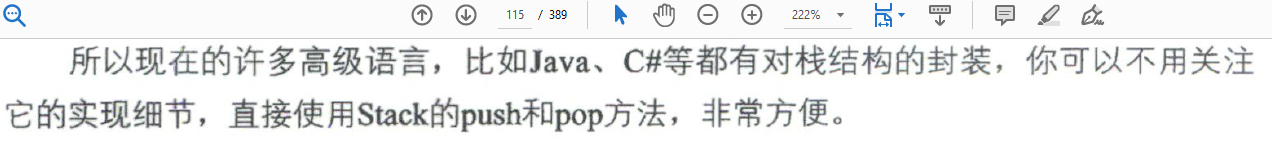 115 / 389 222%
所以现在的许多高级语言，比如Java、C#等都有对栈结构的封装，你可以不用关注
它的实现细节，直接使用Stack的push和pop方法，非常方便。